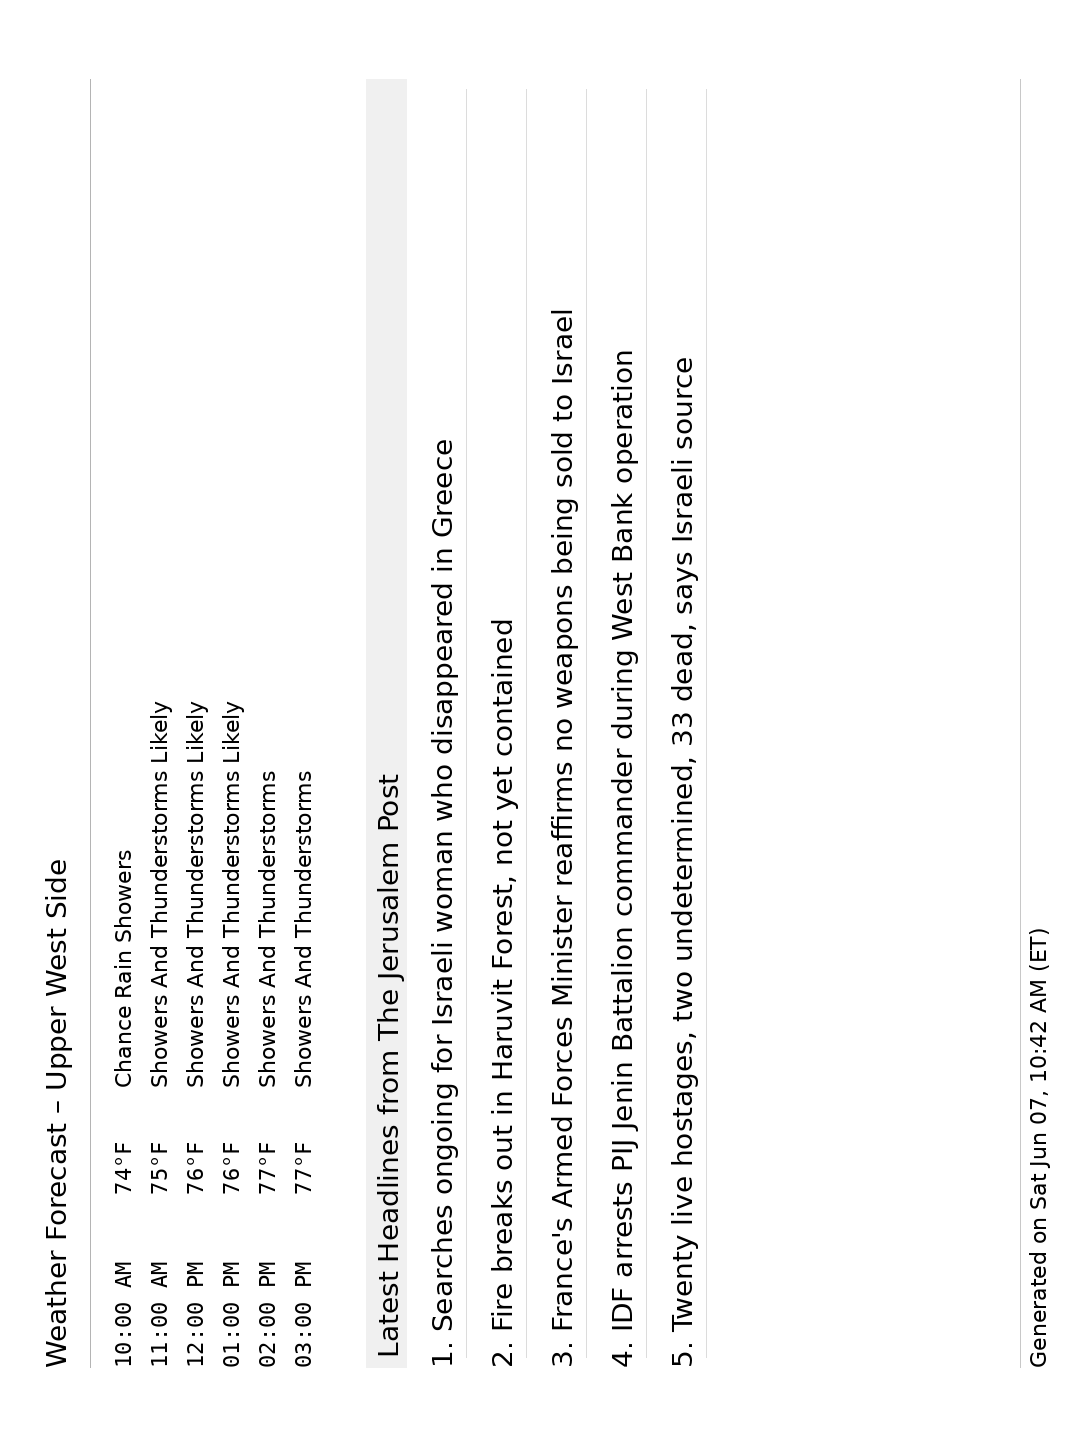 Weather Forecast – Upper West Side
10:00 AM 74°F Chance Rain Showers
11:00 AM 75°F Showers And Thunderstorms Likely
12:00 PM 76°F Showers And Thunderstorms Likely
01:00 PM 76°F Showers And Thunderstorms Likely
02:00 PM 77°F Showers And Thunderstorms
03:00 PM 77°F Showers And Thunderstorms
Latest Headlines from The Jerusalem Post
1. Searches ongoing for Israeli woman who disappeared in Greece
2. Fire breaks out in Haruvit Forest, not yet contained
3. France's Armed Forces Minister reaffirms no weapons being sold to Israel
4. IDF arrests PIJ Jenin Battalion commander during West Bank operation
5. Twenty live hostages, two undetermined, 33 dead, says Israeli source
Generated on Sat Jun 07, 10:42 AM (ET)